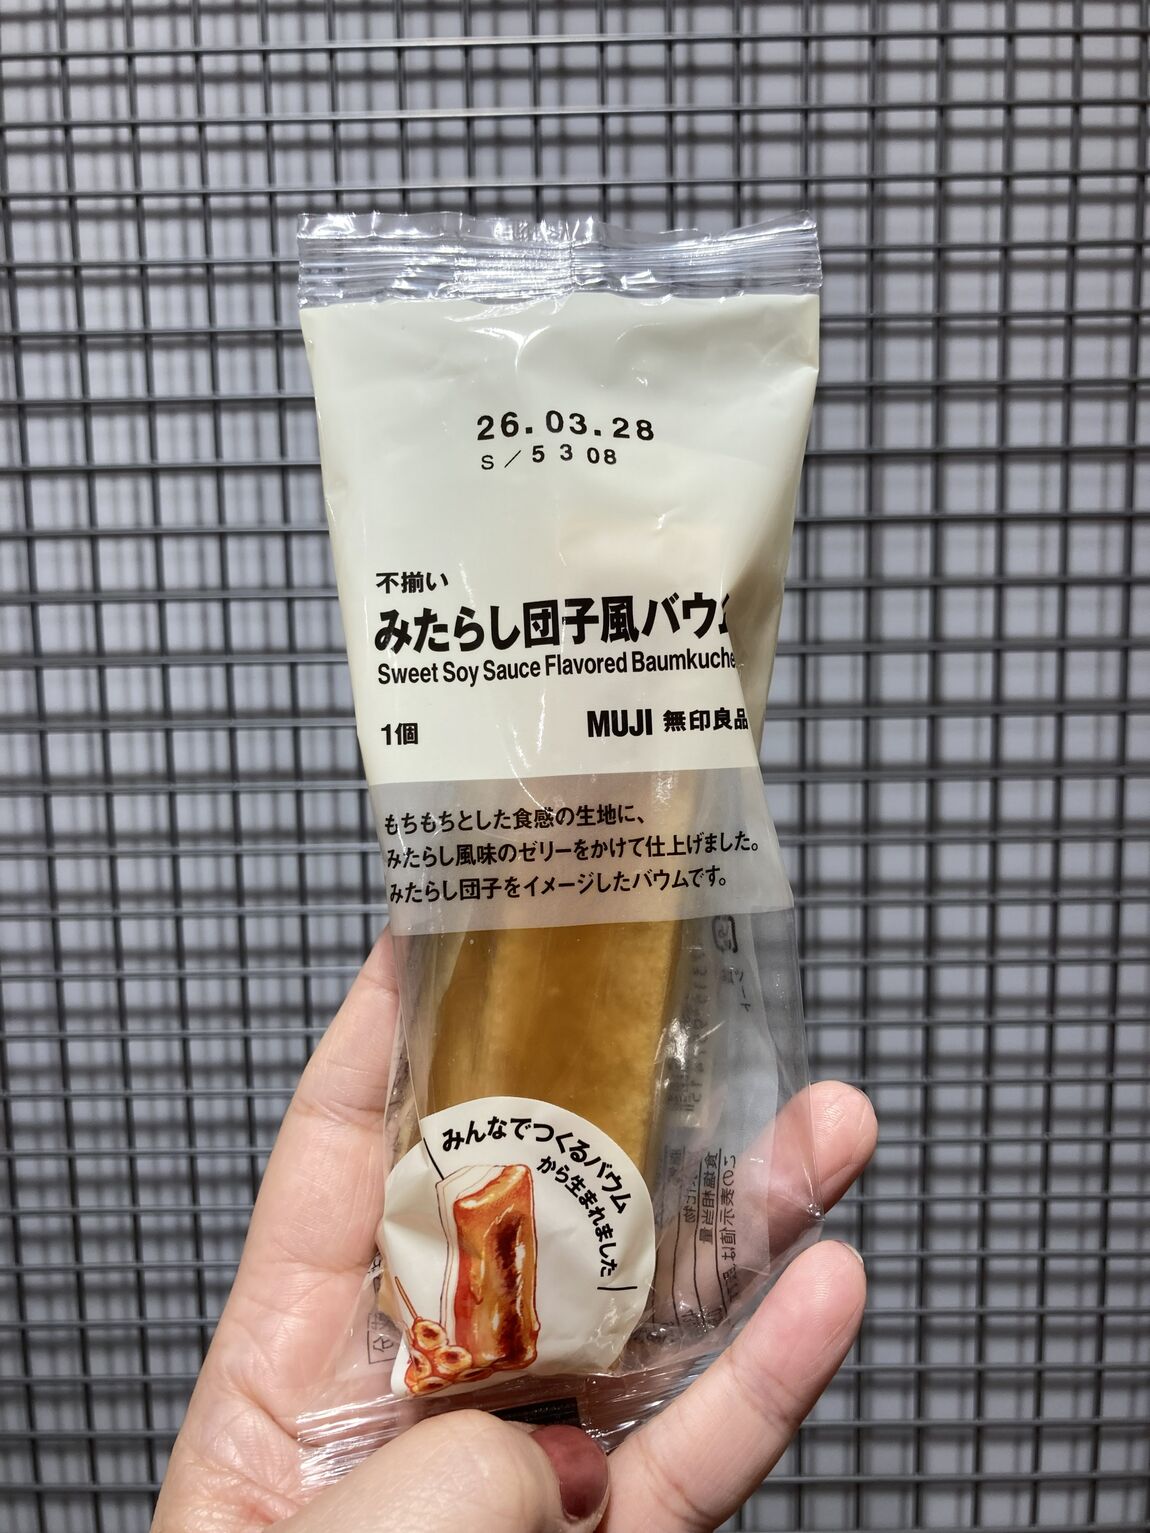 26.03.28
S/5308
不揃い
みたらし団子風バウム
Sweet Soy Sauce Flavored Baumkuche
1個
MUJI 無印良品
もちもちとした食感の生地に、
みたらし風味のゼリーをかけて仕上げました。
みたらし団子をイメージしたバウムです。
みんなでつくるバウム
から生まれました